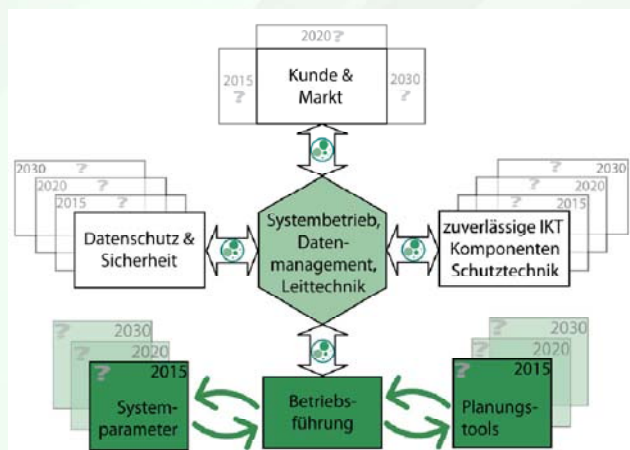 2020 ?
2015
?
Kunde &
Markt
2030
?
2030 ?
2020 ?
2015 ?
Datenschutz &
Sicherheit
Systembetrieb,
Daten-
management,
Leittechnik
? 2030
? 2020
? 2015
zuverlässige IKT
Komponenten
Schutztechnik
? 2030
? 2020
? 2015
System-
parameter
Betriebs-
führung
? 2030
? 2020
? 2015
Planungs-
tools